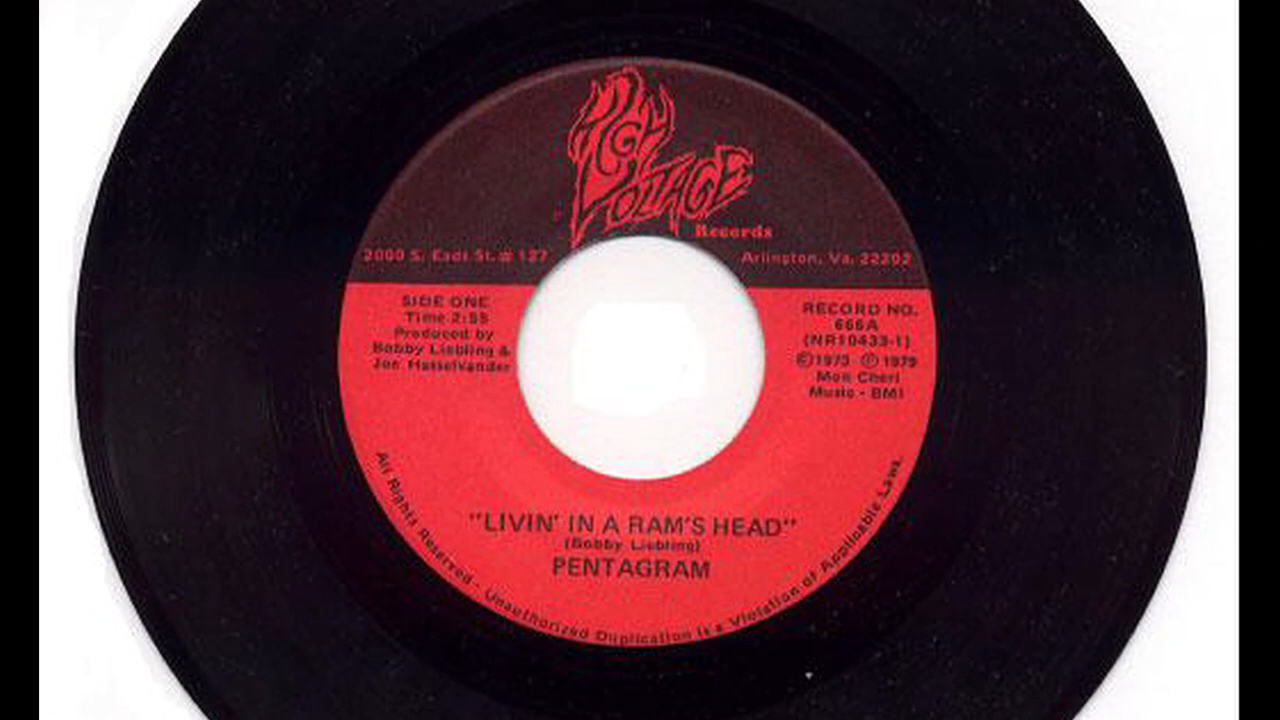 HIGH
VOLTAGE
Records
2000 S. Eads St. # 127
Arlington, Va. 22202
SIDE ONE
Time 2:55
Produced by
Bobby Liebling &
Joe Hasselvander
RECORD NO.
666A
(NR10433-1)
©1973 ℗ 1979
Mon Cheri
Music - BMI
"LIVIN' IN A RAM'S HEAD"
(Bobby Liebling)
PENTAGRAM
All Rights Reserved - Unauthorized Duplication is a Violation of Appliable Laws.